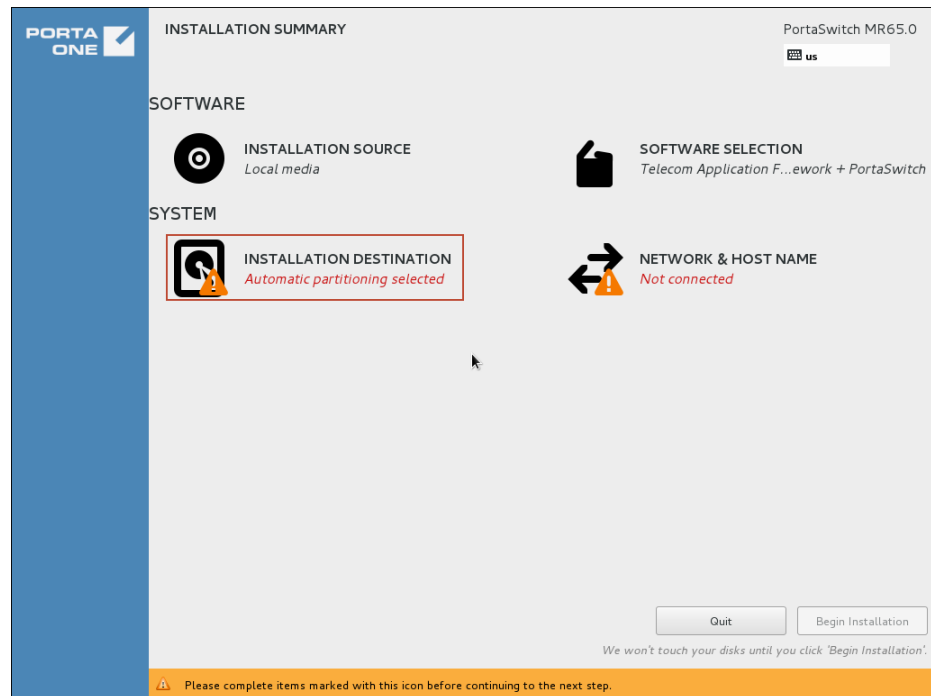 PORTA
ONE
INSTALLATION SUMMARY
PortaSwitch MR65.0
us
SOFTWARE
INSTALLATION SOURCE
Local media
SOFTWARE SELECTION
Telecom Application F...ework + PortaSwitch
SYSTEM
INSTALLATION DESTINATION
Automatic partitioning selected
NETWORK & HOST NAME
Not connected
Quit
Begin Installation
We won't touch your disks until you click 'Begin Installation'.
Please complete items marked with this icon before continuing to the next step.